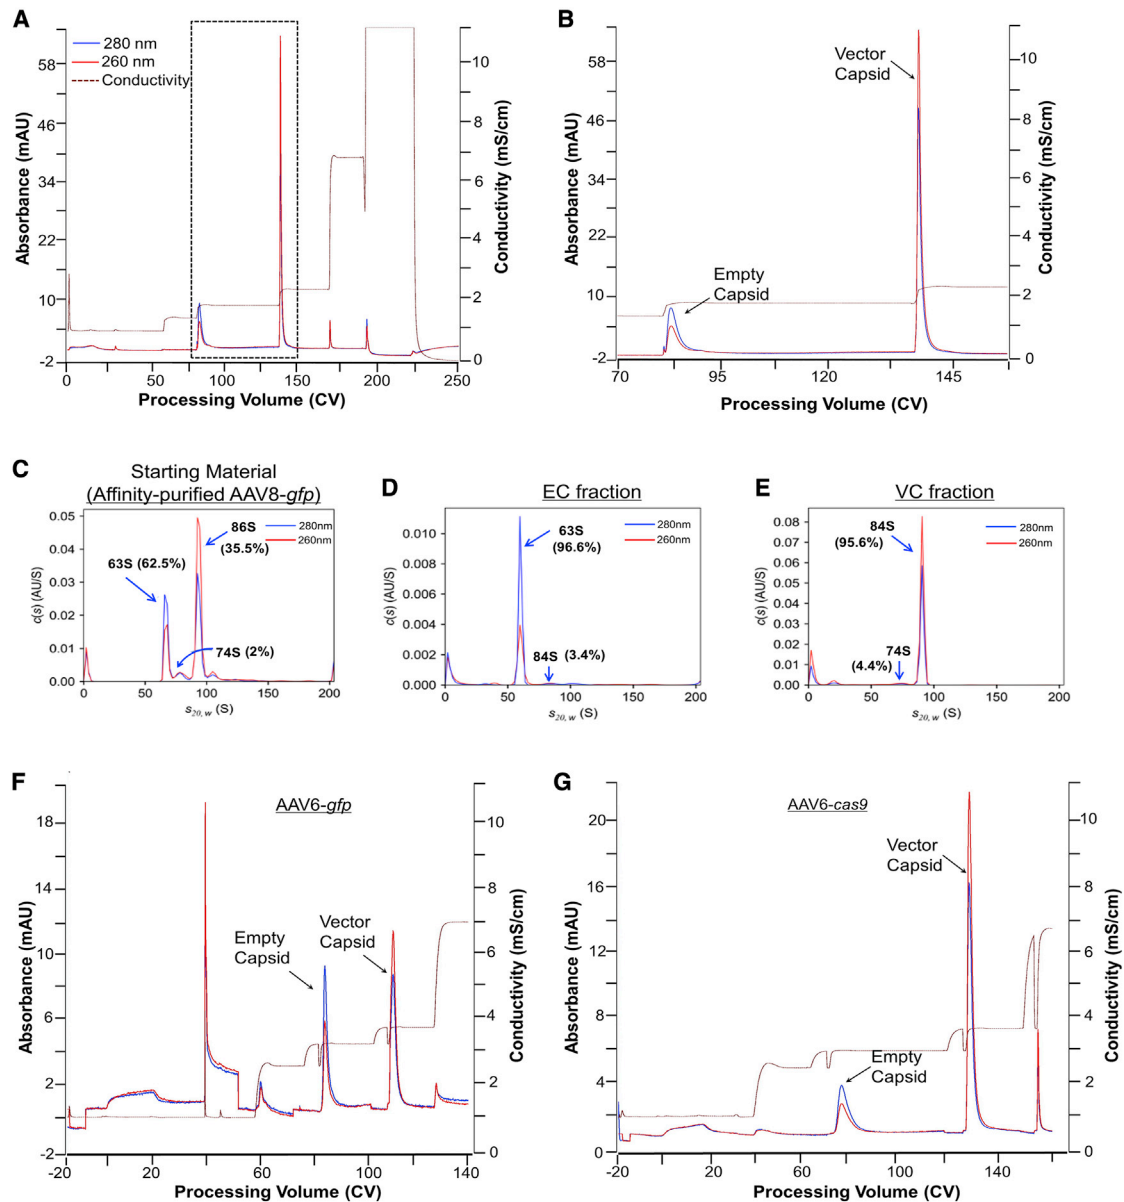 A
280 nm
260 nm
Conductivity
Absorbance (mAU)
58
46
34
22
10
-2
10
8
6
4
2
0
Conductivity (mS/cm)
0 50 100 150 200 250
Processing Volume (CV)
B
Vector
Capsid
Empty
Capsid
Absorbance (mAU)
58
46
34
22
10
-2
10
8
6
4
2
0
Conductivity (mS/cm)
70 95 120 145
Processing Volume (CV)
C
Starting Material
(Affinity-purified AAV8-gfp)
0.05
0.04
0.03
0.02
0.01
0.00
c(s) (AU/S)
86S
(35.5%)
280nm
260nm
63S (62.5%)
74S (2%)
0 50 100 200
s20, w (S)
D
EC fraction
0.010
0.008
0.006
0.004
0.002
0.000
c(s) (AU/S)
63S
(96.6%)
280nm
260nm
84S (3.4%)
0 50 100 200
s20, w (S)
E
VC fraction
0.08
0.07
0.06
0.05
0.04
0.03
0.02
0.01
0.00
c(s) (AU/S)
84S
(95.6%)
280nm
260nm
74S
(4.4%)
0 50 100 200
s20, w (S)
F
AAV6-gfp
Empty
Capsid
Vector
Capsid
Absorbance (mAU)
18
14
10
6
2
-2
10
8
6
4
2
0
Conductivity (mS/cm)
-20 20 60 100 140
Processing Volume (CV)
G
AAV6-cas9
Vector
Capsid
Empty
Capsid
Absorbance (mAU)
20
16
12
8
4
0
10
8
6
4
2
0
Conductivity (mS/cm)
-20 20 60 100 140
Processing Volume (CV)